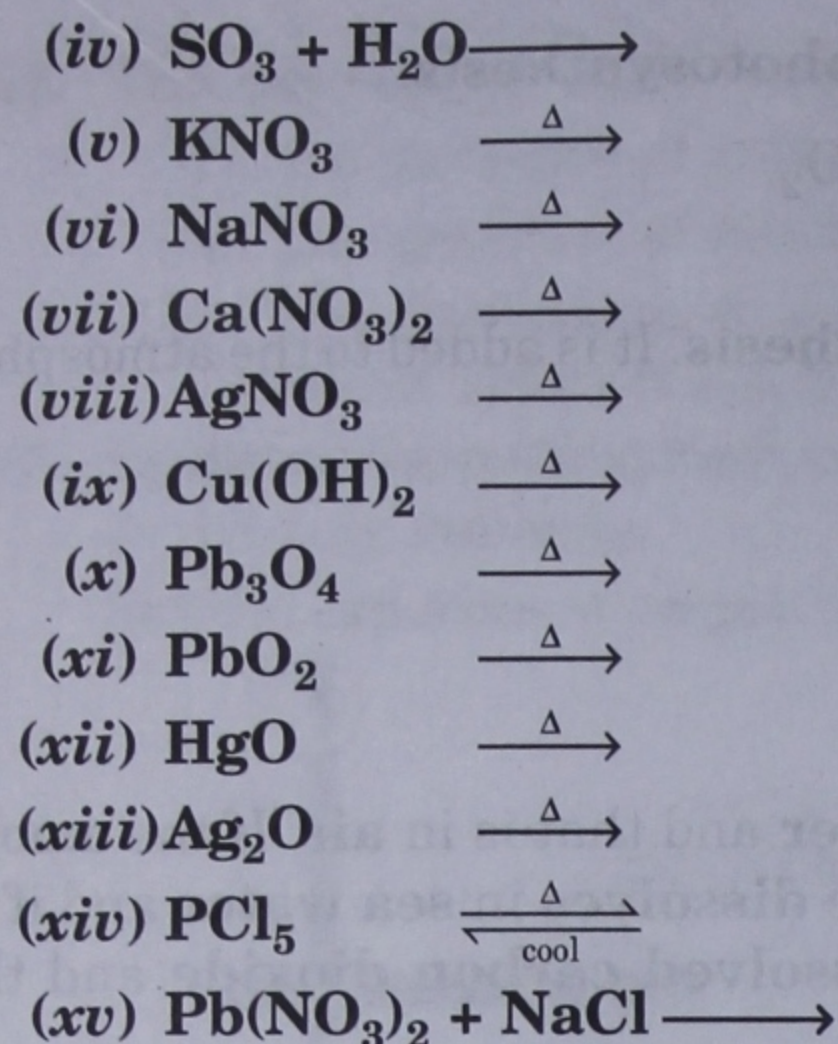 (iv) SO₃ + H₂O ⟶
(v) KNO₃ Δ⟶
(vi) NaNO₃ Δ⟶
(vii) Ca(NO₃)₂ Δ⟶
(viii) AgNO₃ Δ⟶
(ix) Cu(OH)₂ Δ⟶
(x) Pb₃O₄ Δ⟶
(xi) PbO₂ Δ⟶
(xii) HgO Δ⟶
(xiii) Ag₂O Δ⟶
(xiv) PCl₅ Δ⇌ cool
(xv) Pb(NO₃)₂ + NaCl ⟶